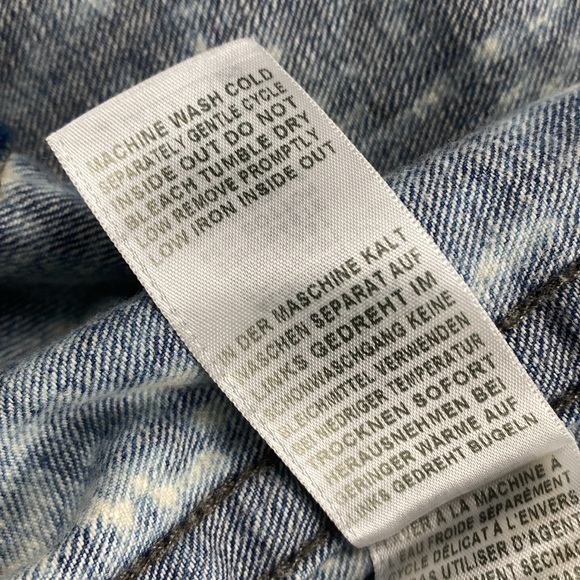 MACHINE WASH COLD
SEPARATELY GENTLE CYCLE
INSIDE OUT DO NOT
BLEACH TUMBLE DRY
LOW REMOVE PROMPTLY
LOW IRON INSIDE OUT
IN DER MASCHINE KALT
WASCHEN SEPARAT AUF
LINKS GEDREHT IM
SCHONWASCHGANG KEINE
BLEICHMITTEL VERWENDEN
BEI NIEDRIGER TEMPERATUR
TROCKNEN SOFORT
HERAUSNEHMEN BEI
GERINGER WÄRME AUF
LINKS GEDREHT BÜGELN
À LA MACHINE À
EAU FROIDE SÉPARÉMENT
CYCLE DÉLICAT À L'ENVERS
UTILISER D'AGENT